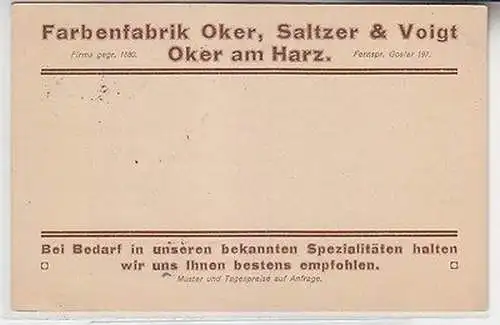 Farbenfabrik Oker, Saltzer & Voigt
Firma gegr. 1880. Oker am Harz. Fernspr. Goslar 197.
Bei Bedarf in unseren bekannten Spezialitäten halten
wir uns Ihnen bestens empfohlen.
Muster und Tagespreise auf Anfrage.